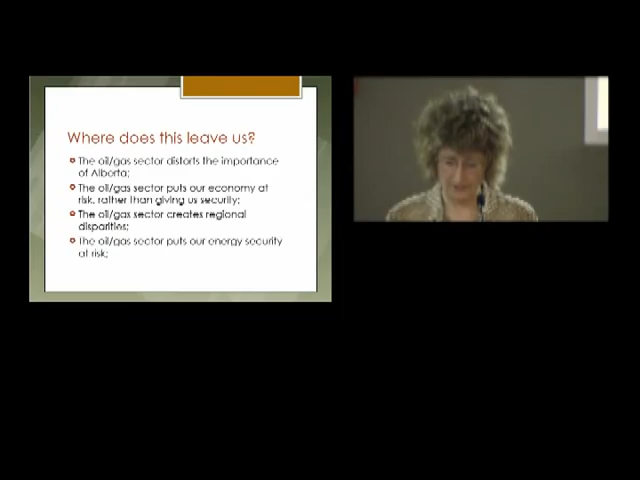 Where does this leave us?
The oil/gas sector distorts the importance
of Alberta;
The oil/gas sector puts our economy at
risk, rather than giving us security;
The oil/gas sector creates regional
disparities;
The oil/gas sector puts our energy security
at risk;